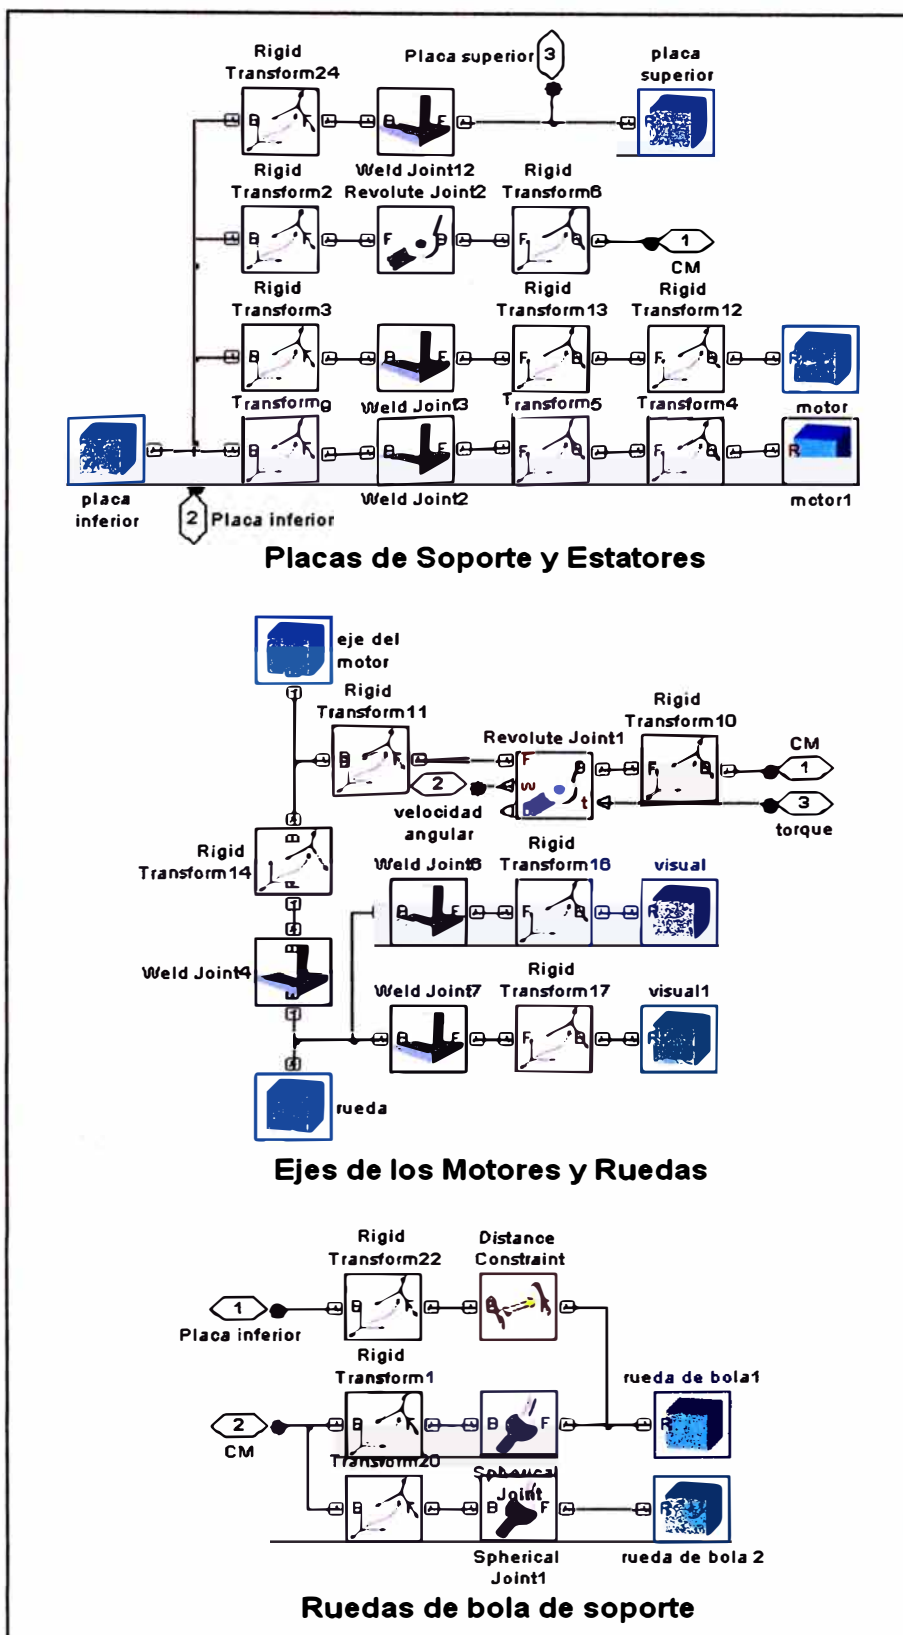 Rigid
Transform24
Placa superior 3
placa
superior
B F
B F
R
Weld Joint12
Rigid
Transform2
Revolute Joint2
Rigid
Transform6
B F
F B
F B
1
CM
Rigid
Transform3
Rigid
Transform13
Rigid
Transform12
B F
B F
F B
F B
R
Weld Joint3
motor
Transform5
Transform4
B F
B F
F B
F B
R
placa
inferior
2 Placa inferior
Weld Joint2
motor1
Placas de Soporte y Estatores
eje del
motor
Rigid
Transform11
Revolute Joint1
Rigid
Transform10
CM
B F
F B
F B
1
2
w
t
3
velocidad
angular
torque
Rigid
Transform14
B
F
Weld Joint6
Rigid
Transform16
visual
B F
F B
R
Weld Joint4
B
F
Weld Joint7
Rigid
Transform17
visual1
B F
F B
R
rueda
Ejes de los Motores y Ruedas
Rigid
Transform22
Distance
Constraint
1
B F
B F
Placa inferior
Rigid
Transform1
rueda de bola1
2
B F
B F
R
CM
Transform20
Spherical
Joint
B F
B F
R
Spherical
Joint1
rueda de bola 2
Ruedas de bola de soporte